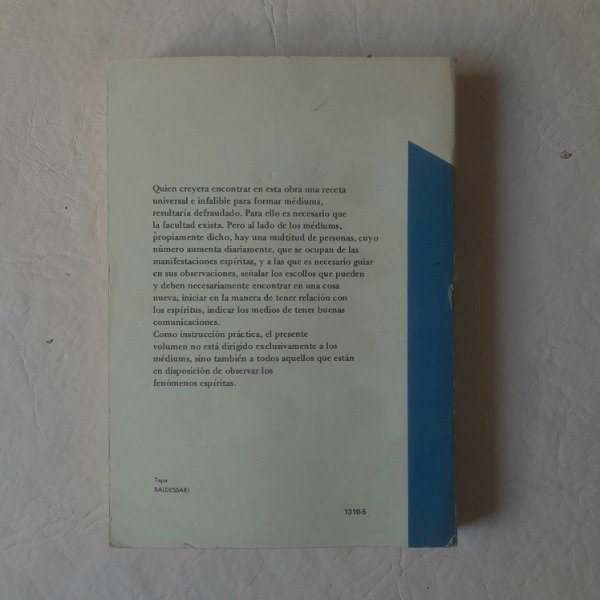 Quien creyera encontrar en esta obra una receta
universal e infalible para formar médiums,
resultaría defraudado. Para ello es necesario que
la facultad exista. Pero al lado de los médiums,
propiamente dicho, hay una multitud de personas, cuyo
número aumenta diariamente, que se ocupan de las
manifestaciones espíritas, y a las que es necesario guiar
en sus observaciones, señalar los escollos que pueden
y deben necesariamente encontrar en una cosa
nueva, iniciar en la manera de tener relación con
los espíritus, indicar los medios de tener buenas
comunicaciones.
Como instrucción práctica, el presente
volumen no está dirigido exclusivamente a los
médiums, sino también a todos aquellos que están
en disposición de observar los
fenómenos espíritas.
Tapa
BALDESSARI
1310-5